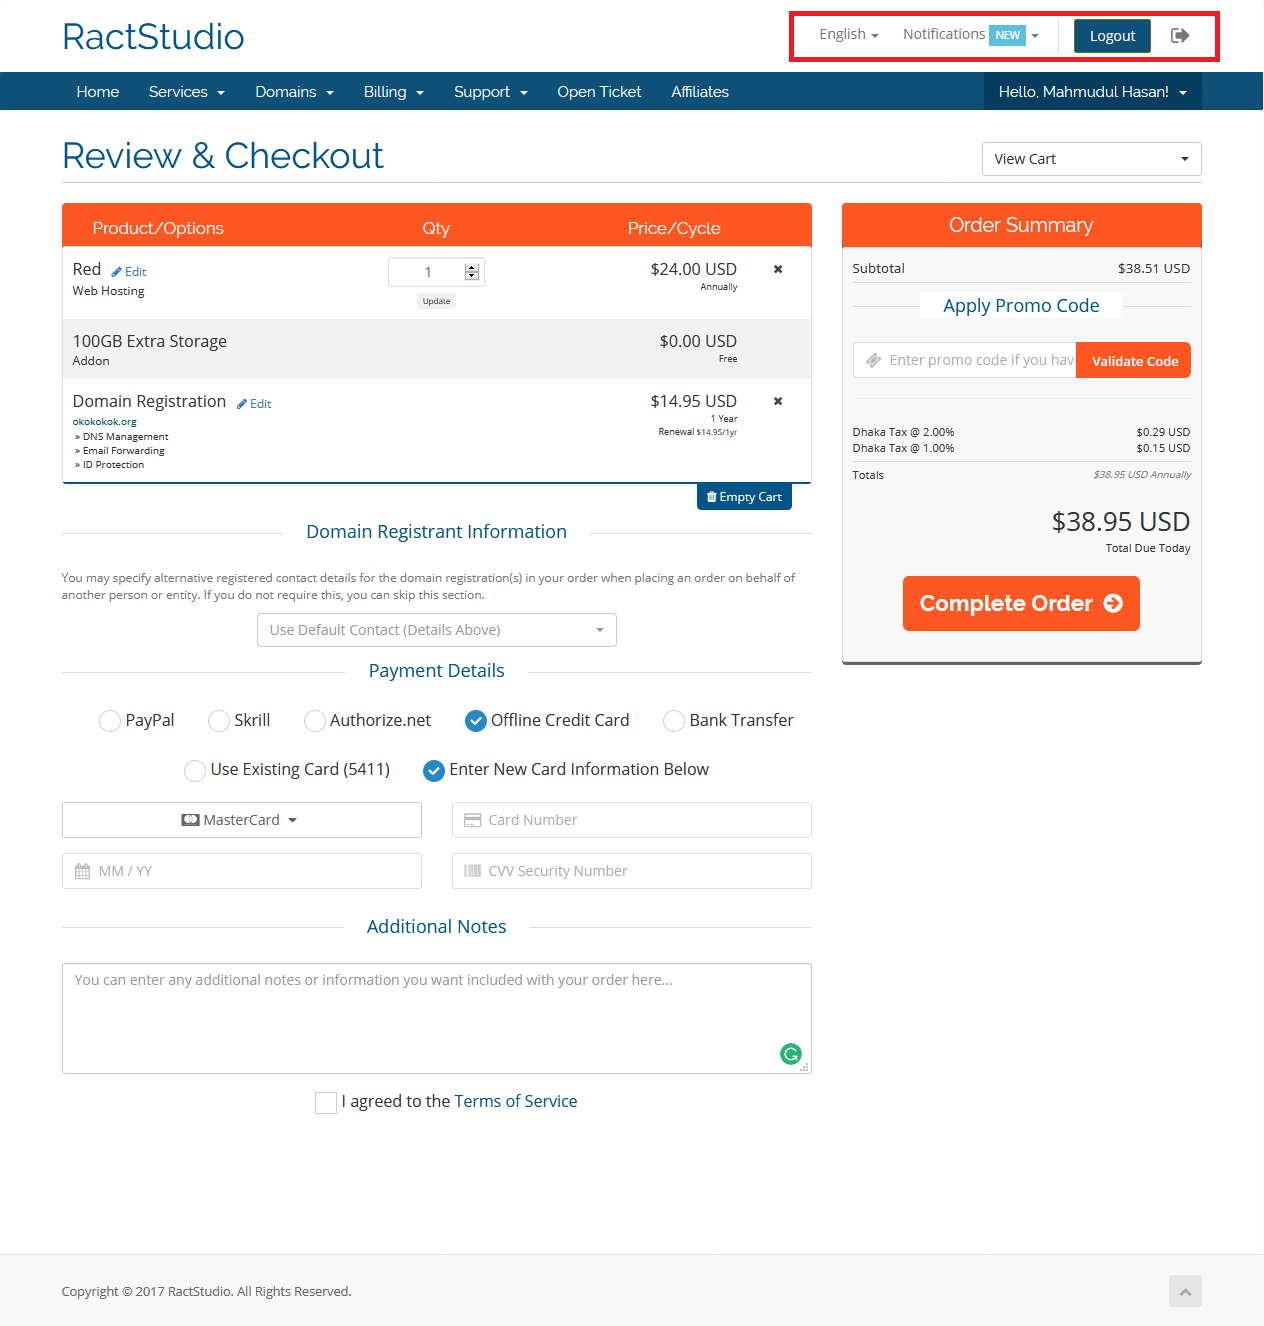 RactStudio
English
Notifications NEW
Logout
Home Services Domains Billing Support Open Ticket Affiliates Hello, Mahmudul Hasan!
Review & Checkout
View Cart
Product/Options Qty Price/Cycle
Red Edit 1 $24.00 USD
Web Hosting Update Annually
100GB Extra Storage $0.00 USD
Addon Free
Domain Registration Edit $14.95 USD
okokokok.org 1 Year
» DNS Management Renewal $14.95/1yr
» Email Forwarding
» ID Protection
Empty Cart
Order Summary
Subtotal $38.51 USD
Apply Promo Code
Enter promo code if you hav Validate Code
Dhaka Tax @ 2.00% $0.29 USD
Dhaka Tax @ 1.00% $0.15 USD
Totals $38.95 USD Annually
$38.95 USD
Total Due Today
Complete Order
Domain Registrant Information
You may specify alternative registered contact details for the domain registration(s) in your order when placing an order on behalf of
another person or entity. If you do not require this, you can skip this section.
Use Default Contact (Details Above)
Payment Details
PayPal Skrill Authorize.net Offline Credit Card Bank Transfer
Use Existing Card (5411) Enter New Card Information Below
MasterCard Card Number
MM / YY CVV Security Number
Additional Notes
You can enter any additional notes or information you want included with your order here...
I agreed to the Terms of Service
Copyright © 2017 RactStudio. All Rights Reserved.